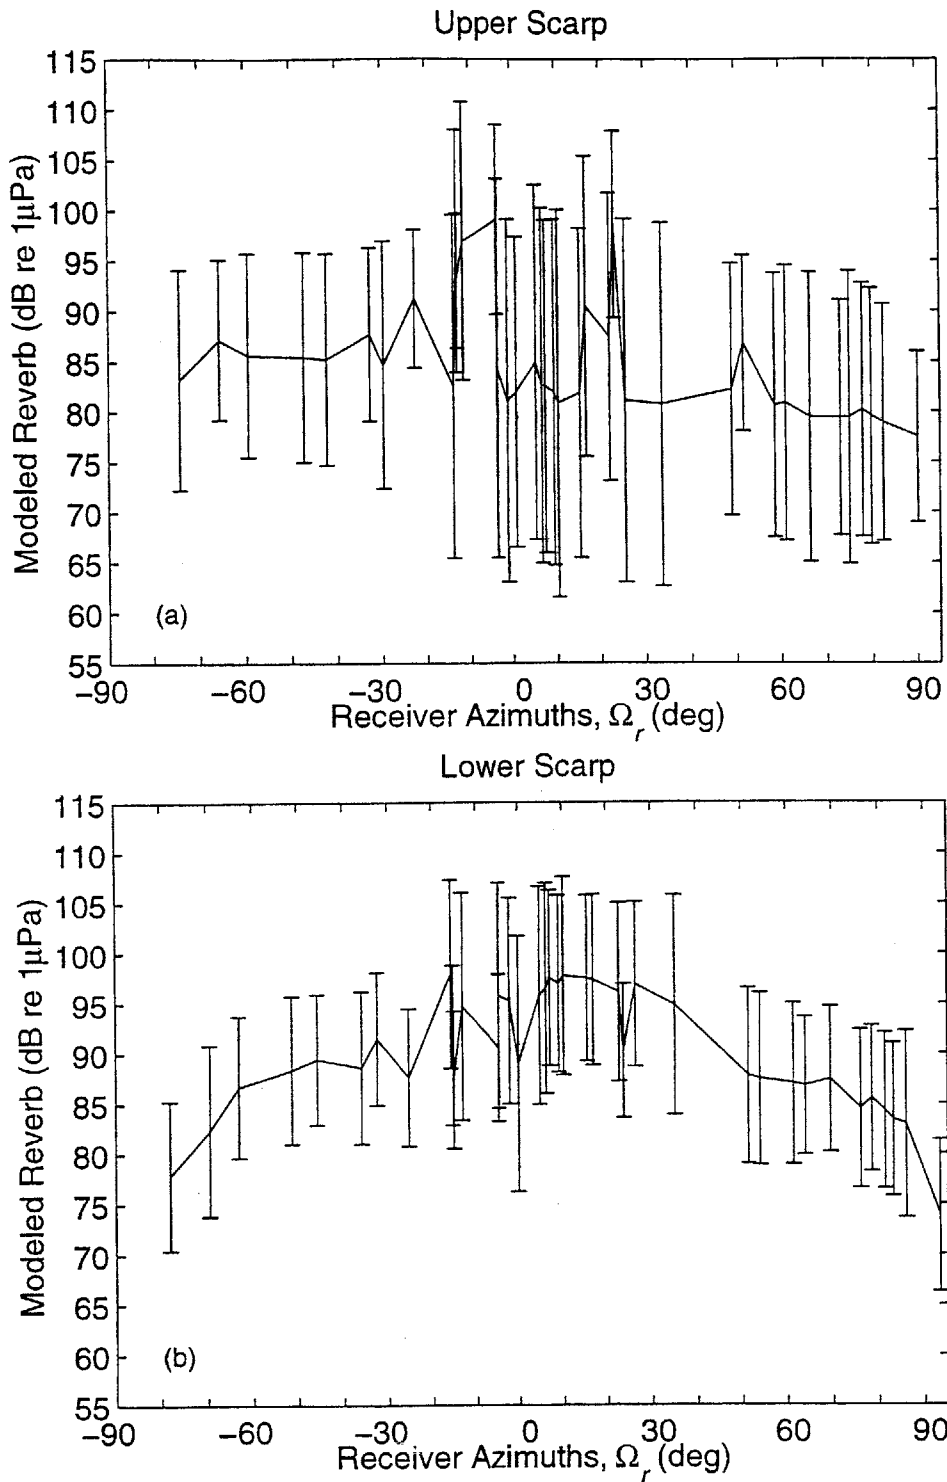 Upper Scarp
115
110
105
100
95
90
85
80
75
70
65
60
55
Modeled Reverb (dB re 1μPa)
(a)
−90 −60 −30 0 30 60 90
Receiver Azimuths, Ωr (deg)
Lower Scarp
115
110
105
100
95
90
85
80
75
70
65
60
55
Modeled Reverb (dB re 1μPa)
(b)
−90 −60 −30 0 30 60 90
Receiver Azimuths, Ωr (deg)